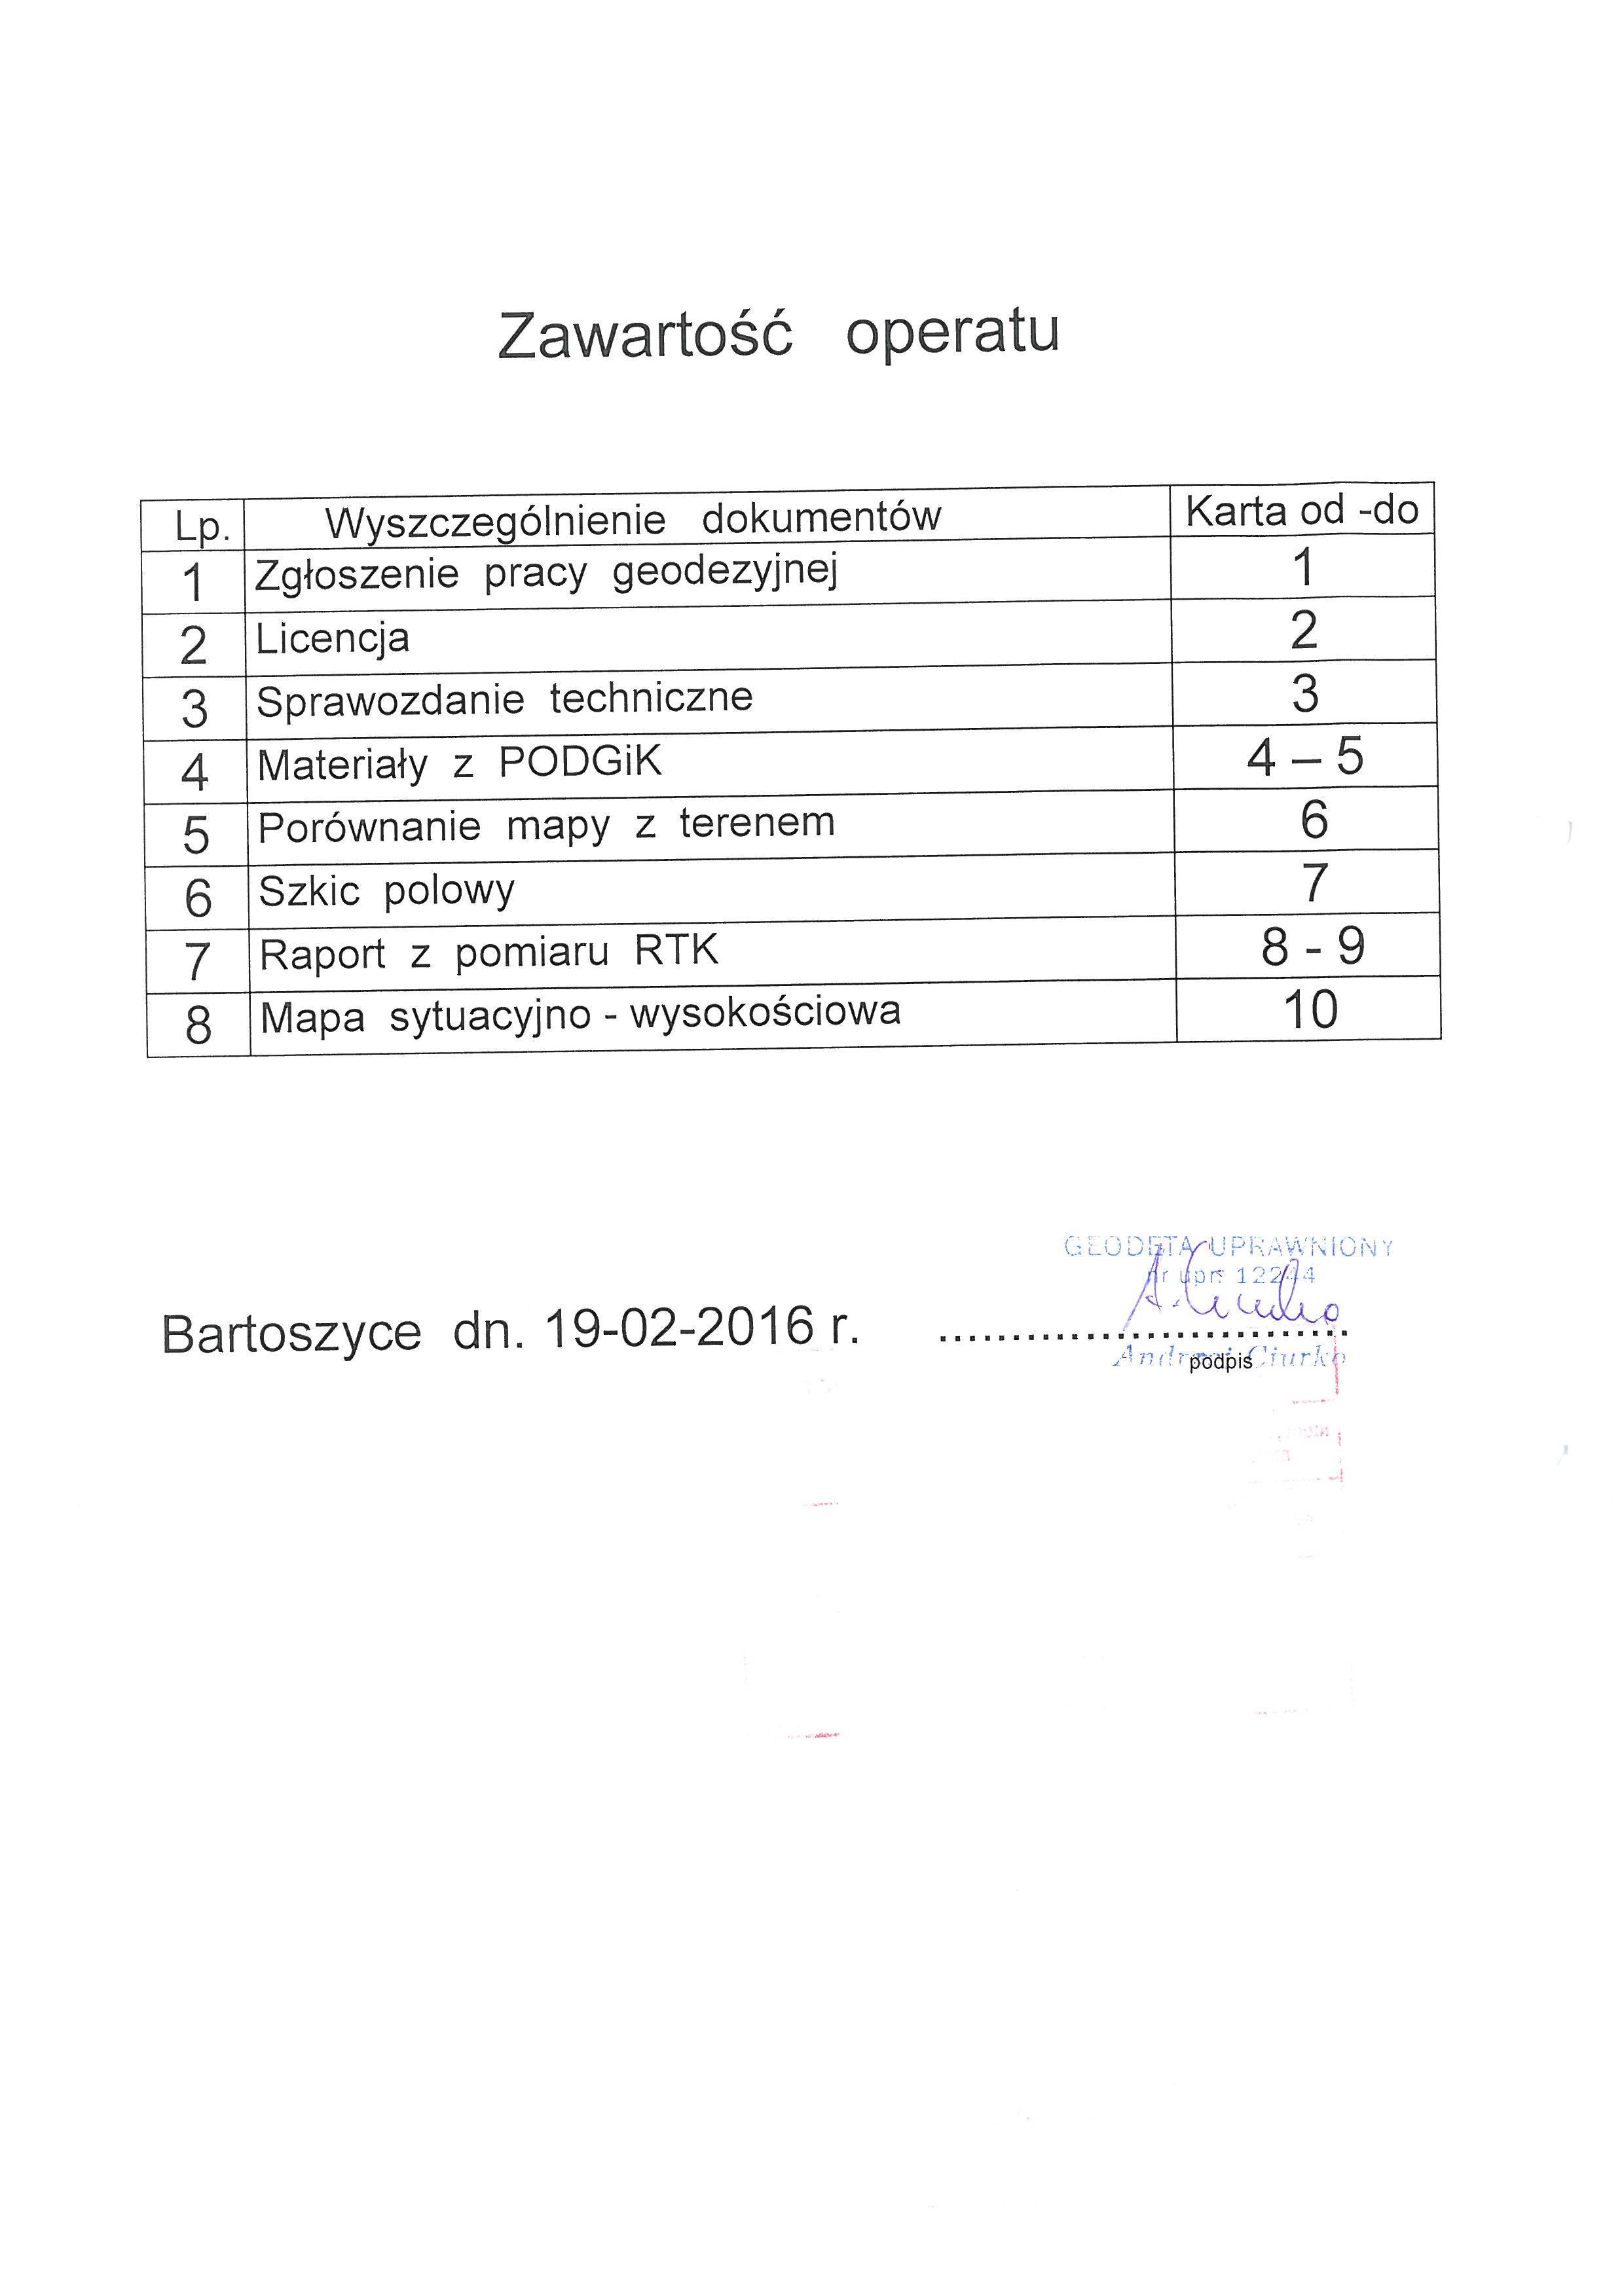 Zawartość operatu
Lp. Wyszczególnienie dokumentów Karta od -do
1 Zgłoszenie pracy geodezyjnej 1
2 Licencja 2
3 Sprawozdanie techniczne 3
4 Materiały z PODGiK 4 – 5
5 Porównanie mapy z terenem 6
6 Szkic polowy 7
7 Raport z pomiaru RTK 8 - 9
8 Mapa sytuacyjno - wysokościowa 10
GEODETA UPRAWNIONY
nr upr. 12244
A. Ciurko
Bartoszyce dn. 19-02-2016 r. ............................
Andrzej Ciurko
podpis